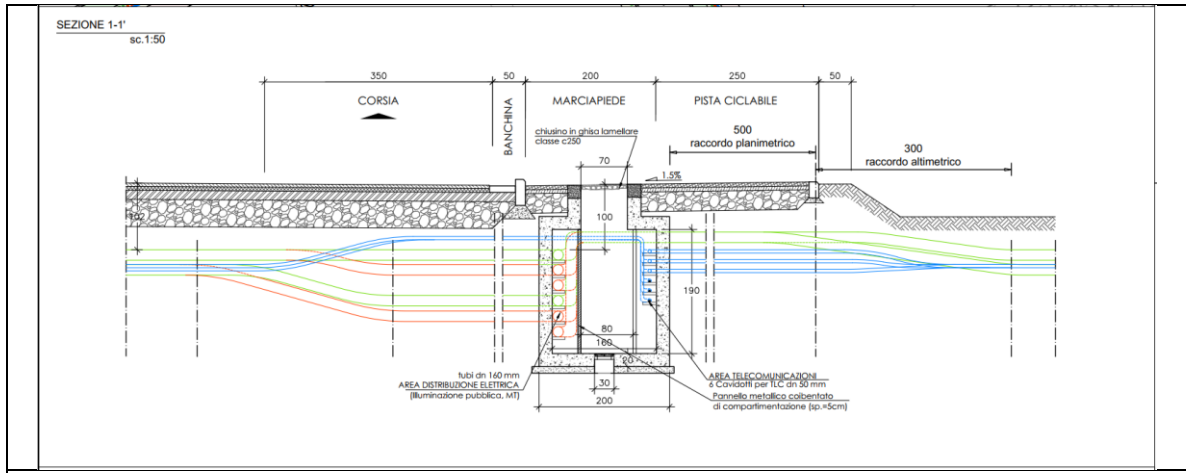 SEZIONE 1-1'
sc.1:50
350
50
200
250
50
CORSIA
BANCHINA
MARCIAPIEDE
PISTA CICLABILE
chiusino in ghisa lamellare
classe c250
500
raccordo planimetrico
300
raccordo altimetrico
70
1.5%
102
100
190
80
160
20
tubi dn 160 mm
AREA DISTRIBUZIONE ELETTRICA
(Illuminazione pubblica, MT)
30
200
AREA TELECOMUNICAZIONI
6 Cavidotti per TLC dn 50 mm
Pannello metallico coibentato
di compartimentazione (sp.=5cm)